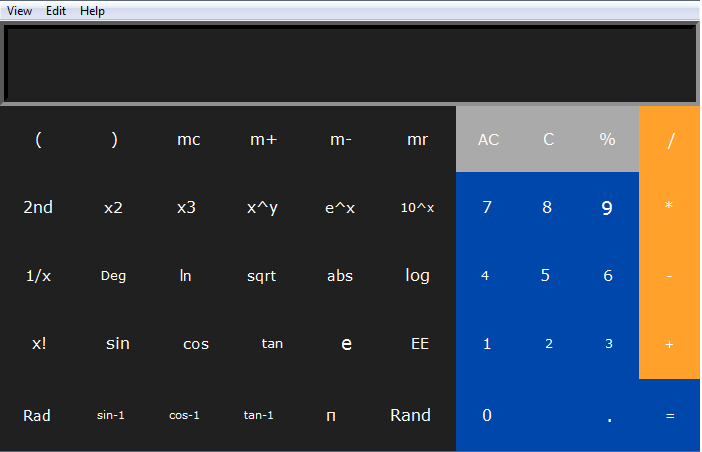 View Edit Help
( ) mc m+ m- mr AC C % /
2nd x2 x3 x^y e^x 10^x 7 8 9 *
1/x Deg ln sqrt abs log 4 5 6 -
x! sin cos tan e EE 1 2 3 +
Rad sin-1 cos-1 tan-1 п Rand 0 . =